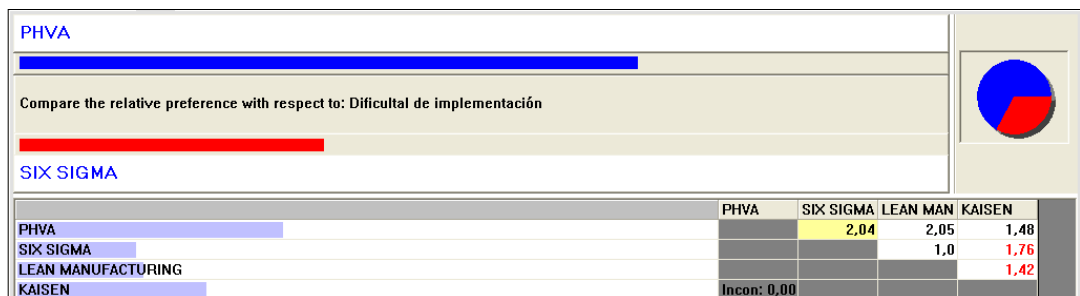 PHVA
Compare the relative preference with respect to: Dificultal de implementación
SIX SIGMA
PHVA SIX SIGMA LEAN MAN KAISEN
PHVA 2,04 2,05 1,48
SIX SIGMA 1,0 1,76
LEAN MANUFACTURING 1,42
KAISEN Incon: 0,00